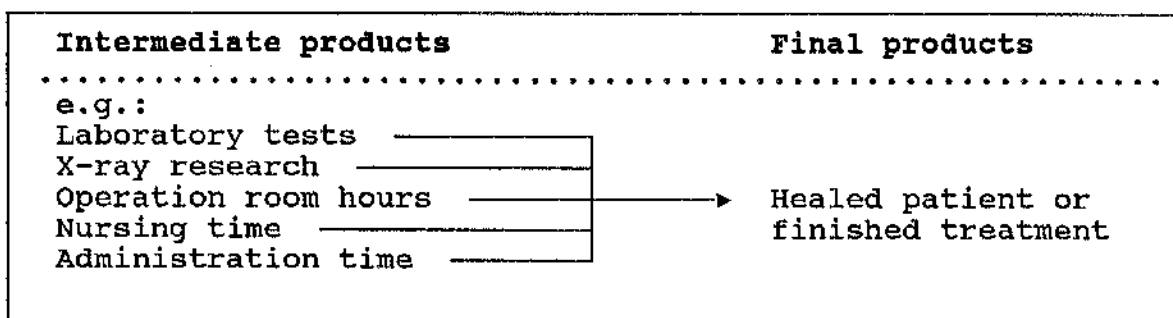 Intermediate products Final products
e.g.:
Laboratory tests
X-ray research
Operation room hours Healed patient or
Nursing time finished treatment
Administration time